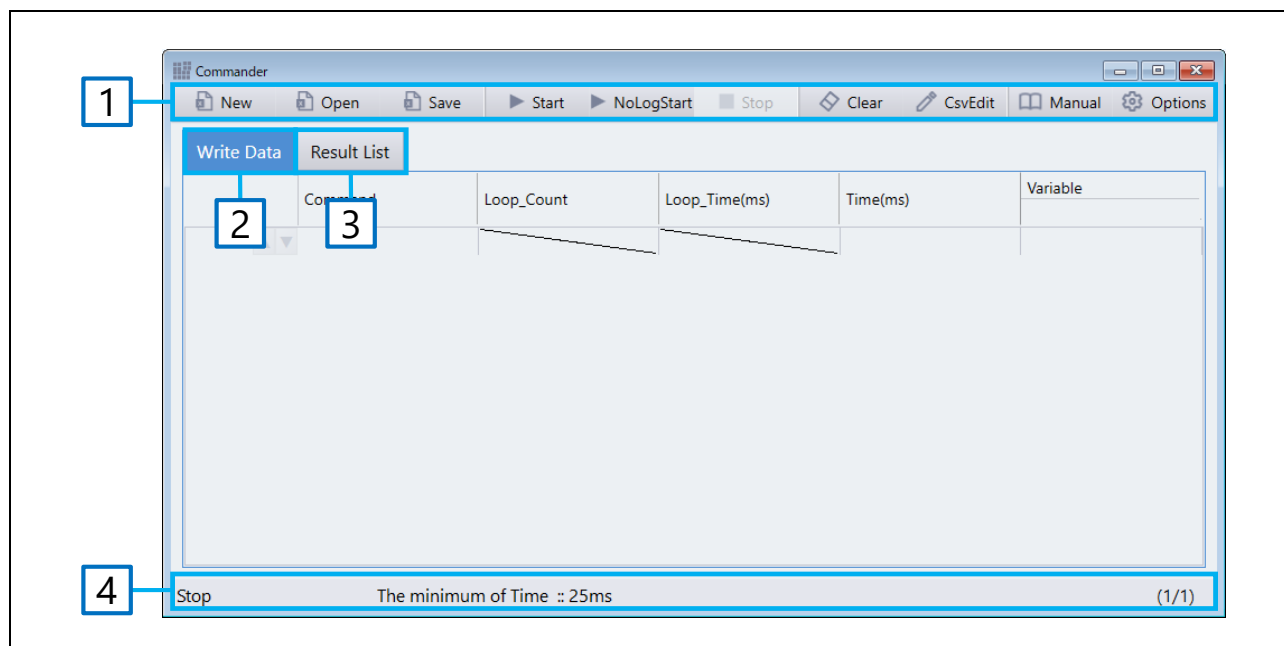 Commander
1
New Open Save Start NoLogStart Stop Clear CsvEdit Manual Options
Write Data Result List
Variable
Loop_Count Loop_Time(ms) Time(ms)
2 3
4
Stop The minimum of Time :: 25ms (1/1)